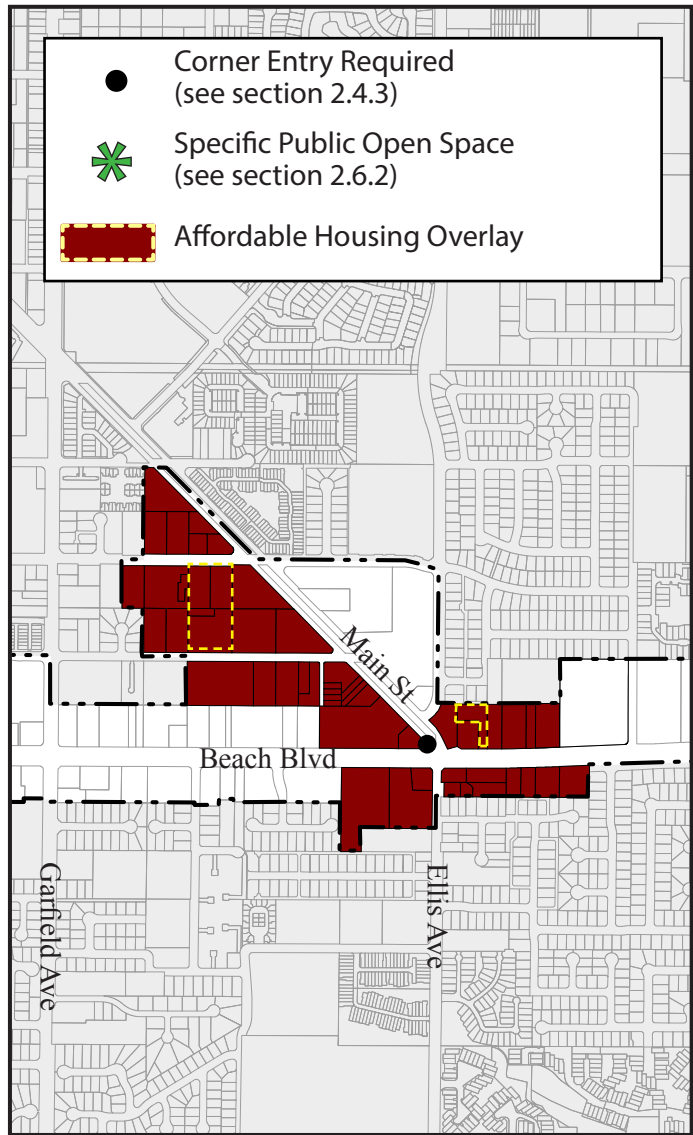 Corner Entry Required
(see section 2.4.3)
Specific Public Open Space
(see section 2.6.2)
Affordable Housing Overlay
Main St
Beach Blvd
Garfield Ave
Ellis Ave